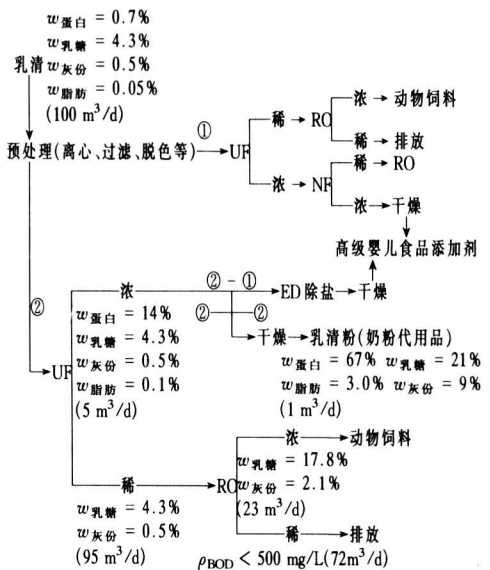 w蛋白 = 0.7%
w乳糖 = 4.3%
乳清 w灰份 = 0.5%
w脂肪 = 0.05%
(100 m³/d)
预处理(离心、过滤、脱色等) ① UF
稀 RO 浓 动物饲料
稀 排放
浓 NF 稀 RO
浓 干燥
高级婴儿食品添加剂
②
UF
浓 ②-① ED 除盐 干燥
② ②
w蛋白 = 14%
w乳糖 = 4.3%
w灰份 = 0.5%
w脂肪 = 0.1%
(5 m³/d)
干燥 乳清粉(奶粉代用品)
w蛋白 = 67% w乳糖 = 21%
w脂肪 = 3.0% w灰份 = 9%
(1 m³/d)
稀 RO
w乳糖 = 4.3%
w灰份 = 0.5%
(95 m³/d)
浓 动物饲料
w乳糖 = 17.8%
w灰份 = 2.1%
(23 m³/d)
稀 排放
ρBOD < 500 mg/L(72m³/d)